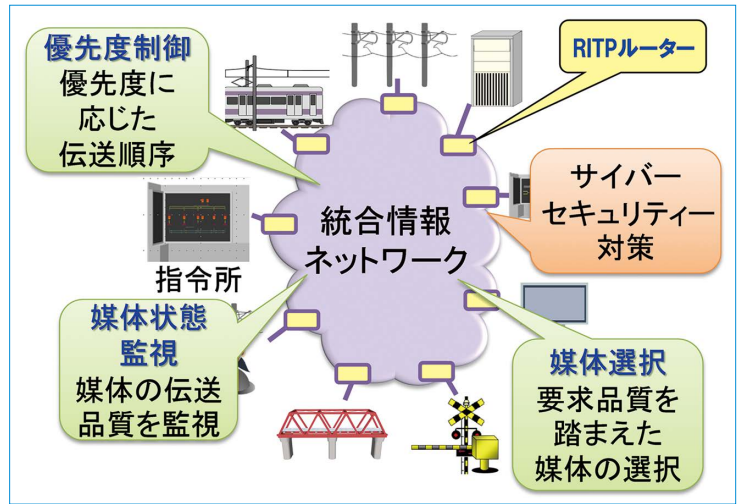 優先度制御
優先度に
応じた
伝送順序
RITPルーター
サイバー
セキュリティー
対策
統合情報
ネットワーク
指令所
媒体状態
監視
媒体の伝送
品質を監視
媒体選択
要求品質を
踏まえた
媒体の選択